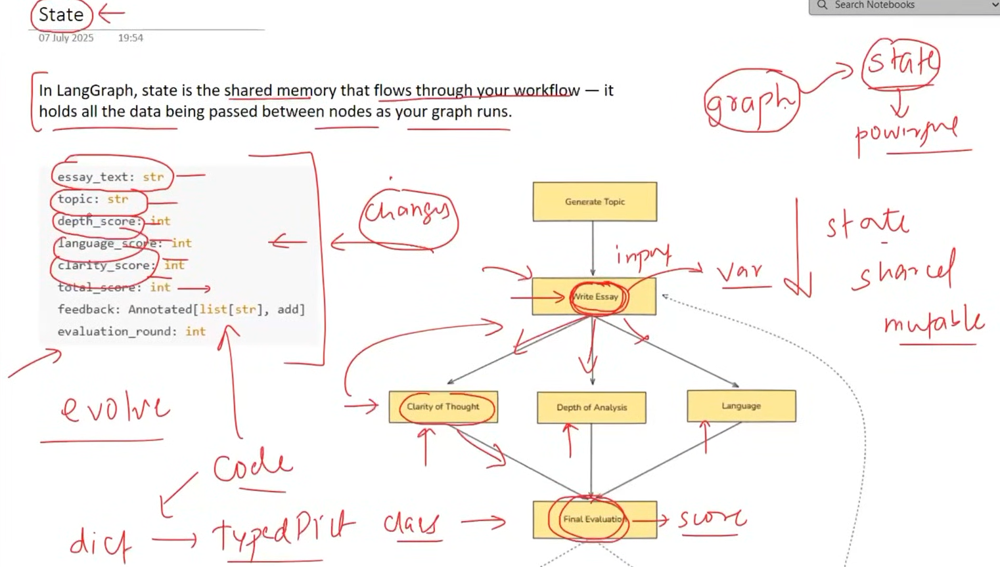 State
Search Notebooks
07 July 2025 19:54
In LangGraph, state is the shared memory that flows through your workflow — it
holds all the data being passed between nodes as your graph runs.
graph
state
powerful
essay_text: str
topic: str
depth_score: int
language_score: int
clarity_score: int
total_score: int
feedback: Annotated[list[str], add]
evaluation_round: int
changes
evolve
code
dict
typedDict
class
Generate Topic
input
var
state
shared
mutable
Write Essay
Clarity of Thought
Depth of Analysis
Language
Final Evaluation
score